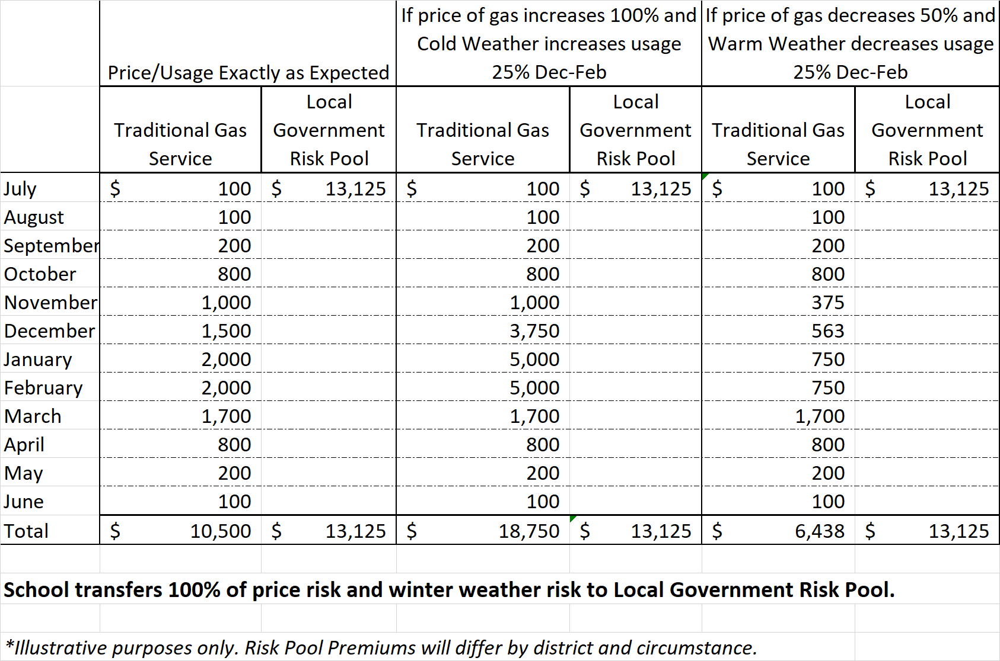 If price of gas increases 100% and If price of gas decreases 50% and
Cold Weather increases usage Warm Weather decreases usage
Price/Usage Exactly as Expected 25% Dec-Feb 25% Dec-Feb
Local Local Local
Traditional Gas Government Traditional Gas Government Traditional Gas Government
Service Risk Pool Service Risk Pool Service Risk Pool
July $ 100 $ 13,125 $ 100 $ 13,125 $ 100 $ 13,125
August 100 100 100
September 200 200 200
October 800 800 800
November 1,000 1,000 375
December 1,500 3,750 563
January 2,000 5,000 750
February 2,000 5,000 750
March 1,700 1,700 1,700
April 800 800 800
May 200 200 200
June 100 100 100
Total $ 10,500 $ 13,125 $ 18,750 $ 13,125 $ 6,438 $ 13,125
School transfers 100% of price risk and winter weather risk to Local Government Risk Pool.
*Illustrative purposes only. Risk Pool Premiums will differ by district and circumstance.